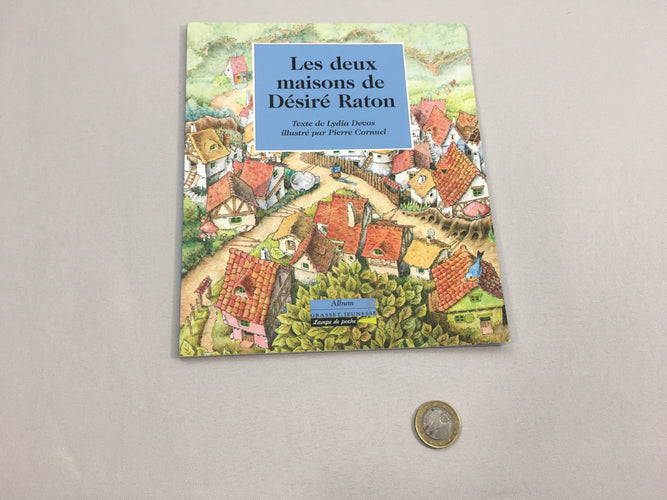 Les deux
maisons de
Désiré Raton
Texte de Lydia Devos
illustré par Pierre Cornuel
Album
GRASSET-JEUNESSE
Lampe de poche